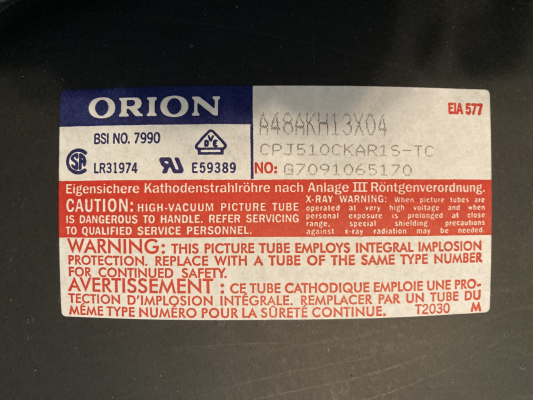 ORION
EIA 577
A48AKH13X04
BSI NO. 7990
VDE
CPJ510CKAR1S-TC
LR31974
E59389
NO: G7091065170
Eigensichere Kathodenstrahlröhre nach Anlage III Röntgenverordnung.
CAUTION: HIGH-VACUUM PICTURE TUBE
IS DANGEROUS TO HANDLE. REFER SERVICING
TO QUALIFIED SERVICE PERSONNEL.
X-RAY WARNING: When picture tubes are
operated at very high voltages and when
personal exposure is prolonged at close
range, special shielding precautions
against x-ray radiation may be needed.
WARNING: THIS PICTURE TUBE EMPLOYS INTEGRAL IMPLOSION
PROTECTION. REPLACE WITH A TUBE OF THE SAME TYPE NUMBER
FOR CONTINUED SAFETY.
AVERTISSEMENT : CE TUBE CATHODIQUE EMPLOIE UNE PRO-
TECTION D'IMPLOSION INTÉGRALE. REMPLACER PAR UN TUBE DU
MÊME TYPE NUMÉRO POUR LA SÛRETÉ CONTINUE. T2030 M